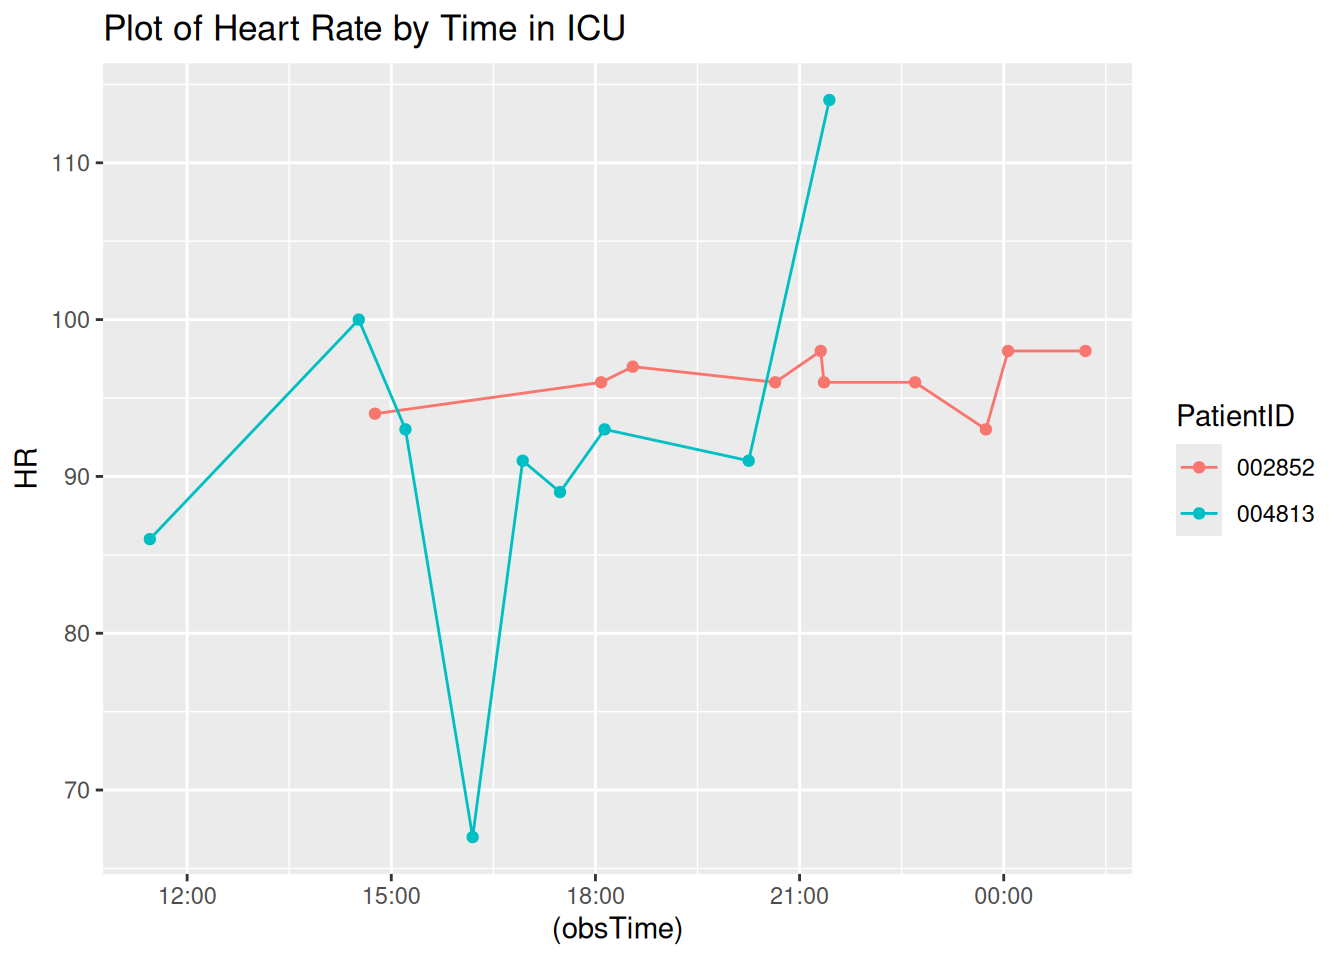 Plot of Heart Rate by Time in ICU
110
100
90
80
70
HR
12:00 15:00 18:00 21:00 00:00
(obsTime)
PatientID
002852
004813